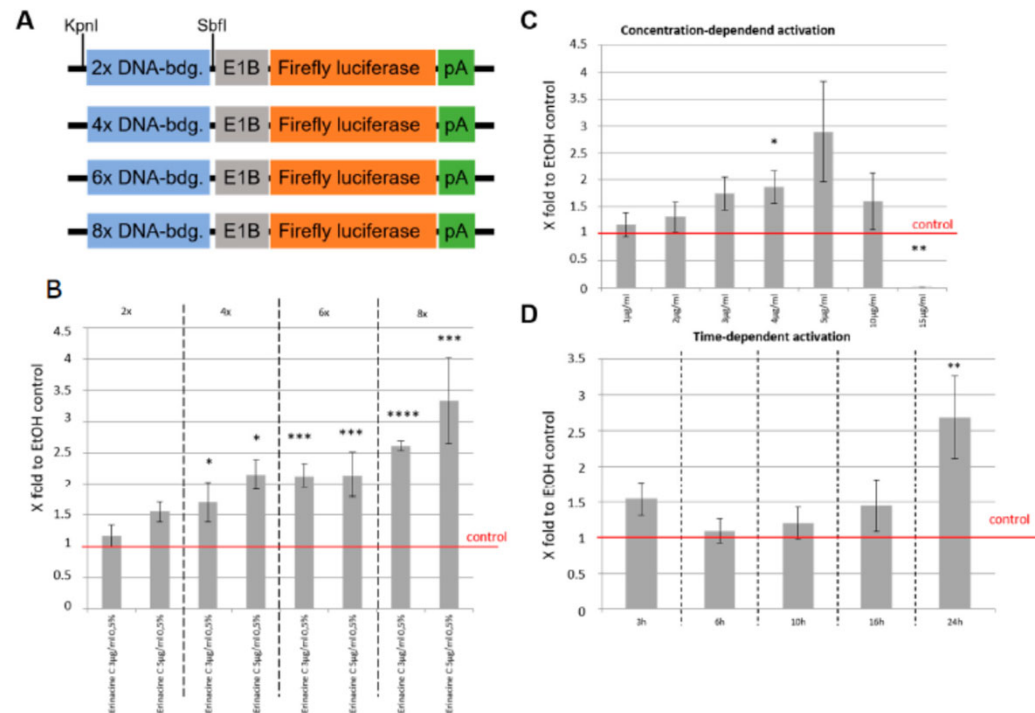 A
KpnI
SbfI
2x DNA-bdg. E1B Firefly luciferase pA
4x DNA-bdg. E1B Firefly luciferase pA
6x DNA-bdg. E1B Firefly luciferase pA
8x DNA-bdg. E1B Firefly luciferase pA
B
2x 4x 6x 8x
X fold to EtOH control
4.5
4
3.5
3
2.5
2
1.5
1
0.5
0
* * *** *** **** ***
control
Erinacine C 3µg/ml 0,5%
Erinacine C 5µg/ml 0,5%
Erinacine C 3µg/ml 0,5%
Erinacine C 5µg/ml 0,5%
Erinacine C 3µg/ml 0,5%
Erinacine C 5µg/ml 0,5%
Erinacine C 3µg/ml 0,5%
Erinacine C 5µg/ml 0,5%
C
Concentration-dependend activation
X fold to EtOH control
4.5
4
3.5
3
2.5
2
1.5
1
0.5
0
*
control
**
1µg/ml
2µg/ml
3µg/ml
4µg/ml
5µg/ml
10µg/ml
15µg/ml
D
Time-dependent activation
X fold to EtOH control
3.5
3
2.5
2
1.5
1
0.5
0
**
control
3h 6h 10h 16h 24h